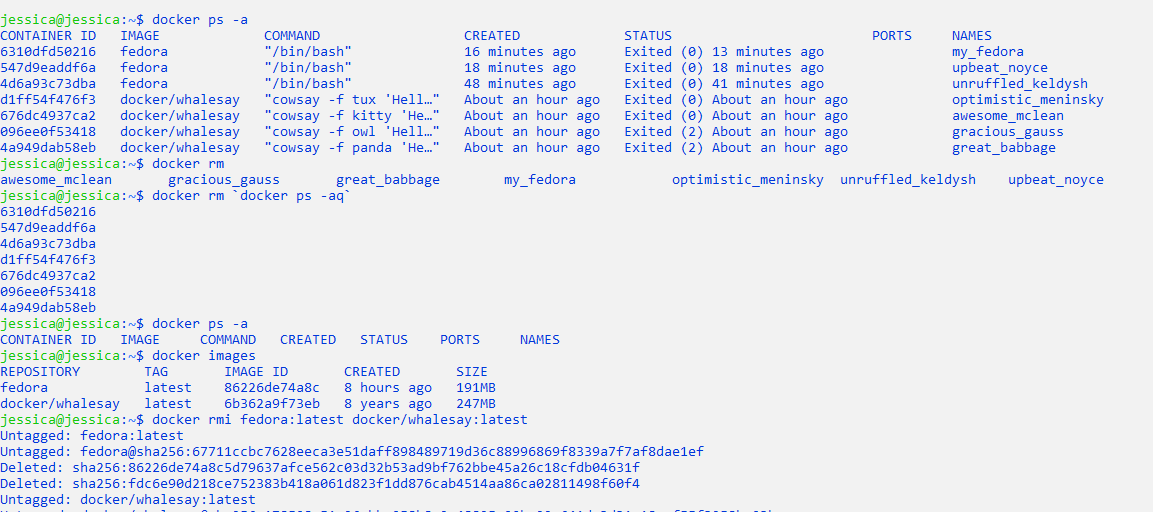 jessica@jessica:~$ docker ps -a
CONTAINER ID   IMAGE             COMMAND                  CREATED             STATUS                         PORTS     NAMES
6310dfd50216   fedora            "/bin/bash"              16 minutes ago      Exited (0) 13 minutes ago                my_fedora
547d9eaddf6a   fedora            "/bin/bash"              18 minutes ago      Exited (0) 18 minutes ago                upbeat_noyce
4d6a93c73dba   fedora            "/bin/bash"              48 minutes ago      Exited (0) 41 minutes ago                unruffled_keldysh
d1ff54f476f3   docker/whalesay   "cowsay -f tux 'Hell…"   About an hour ago   Exited (0) About an hour ago             optimistic_meninsky
676dc4937ca2   docker/whalesay   "cowsay -f kitty 'He…"   About an hour ago   Exited (0) About an hour ago             awesome_mclean
096ee0f53418   docker/whalesay   "cowsay -f owl 'Hell…"   About an hour ago   Exited (2) About an hour ago             gracious_gauss
4a949dab58eb   docker/whalesay   "cowsay -f panda 'He…"   About an hour ago   Exited (2) About an hour ago             great_babbage
jessica@jessica:~$ docker rm
awesome_mclean       gracious_gauss       great_babbage        my_fedora            optimistic_meninsky  unruffled_keldysh    upbeat_noyce
jessica@jessica:~$ docker rm `docker ps -aq`
6310dfd50216
547d9eaddf6a
4d6a93c73dba
d1ff54f476f3
676dc4937ca2
096ee0f53418
4a949dab58eb
jessica@jessica:~$ docker ps -a
CONTAINER ID   IMAGE     COMMAND   CREATED   STATUS    PORTS     NAMES
jessica@jessica:~$ docker images
REPOSITORY        TAG       IMAGE ID       CREATED       SIZE
fedora            latest    86226de74a8c   8 hours ago   191MB
docker/whalesay   latest    6b362a9f73eb   8 years ago   247MB
jessica@jessica:~$ docker rmi fedora:latest docker/whalesay:latest
Untagged: fedora:latest
Untagged: fedora@sha256:67711ccbc7628eeca3e51daff898489719d36c88996869f8339a7f7af8dae1ef
Deleted: sha256:86226de74a8c5d79637afce562c03d32b53ad9bf762bbe45a26c18cfdb04631f
Deleted: sha256:fdc6e90d218ce752383b418a061d823f1dd876cab4514aa86ca02811498f60f4
Untagged: docker/whalesay:latest